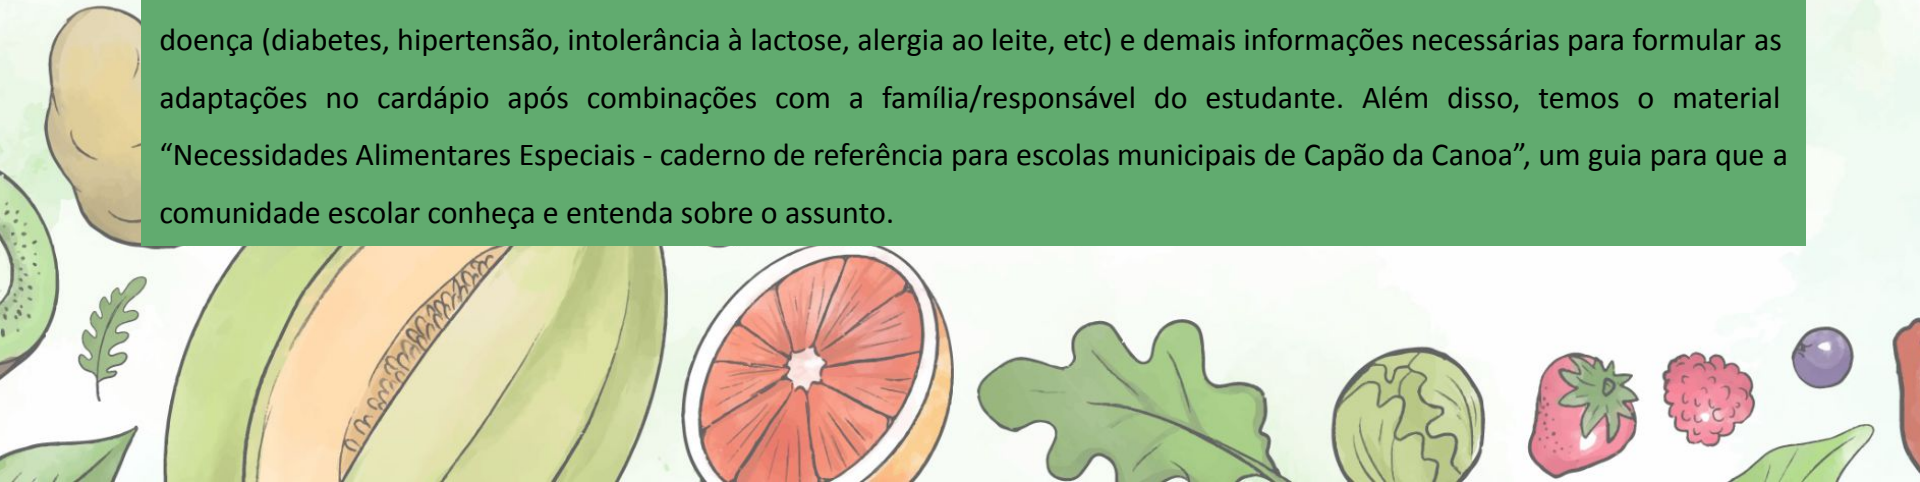 doença (diabetes, hipertensão, intolerância à lactose, alergia ao leite, etc) e demais informações necessárias para formular as
adaptações no cardápio após combinações com a família/responsável do estudante. Além disso, temos o material
“Necessidades Alimentares Especiais - caderno de referência para escolas municipais de Capão da Canoa”, um guia para que a
comunidade escolar conheça e entenda sobre o assunto.